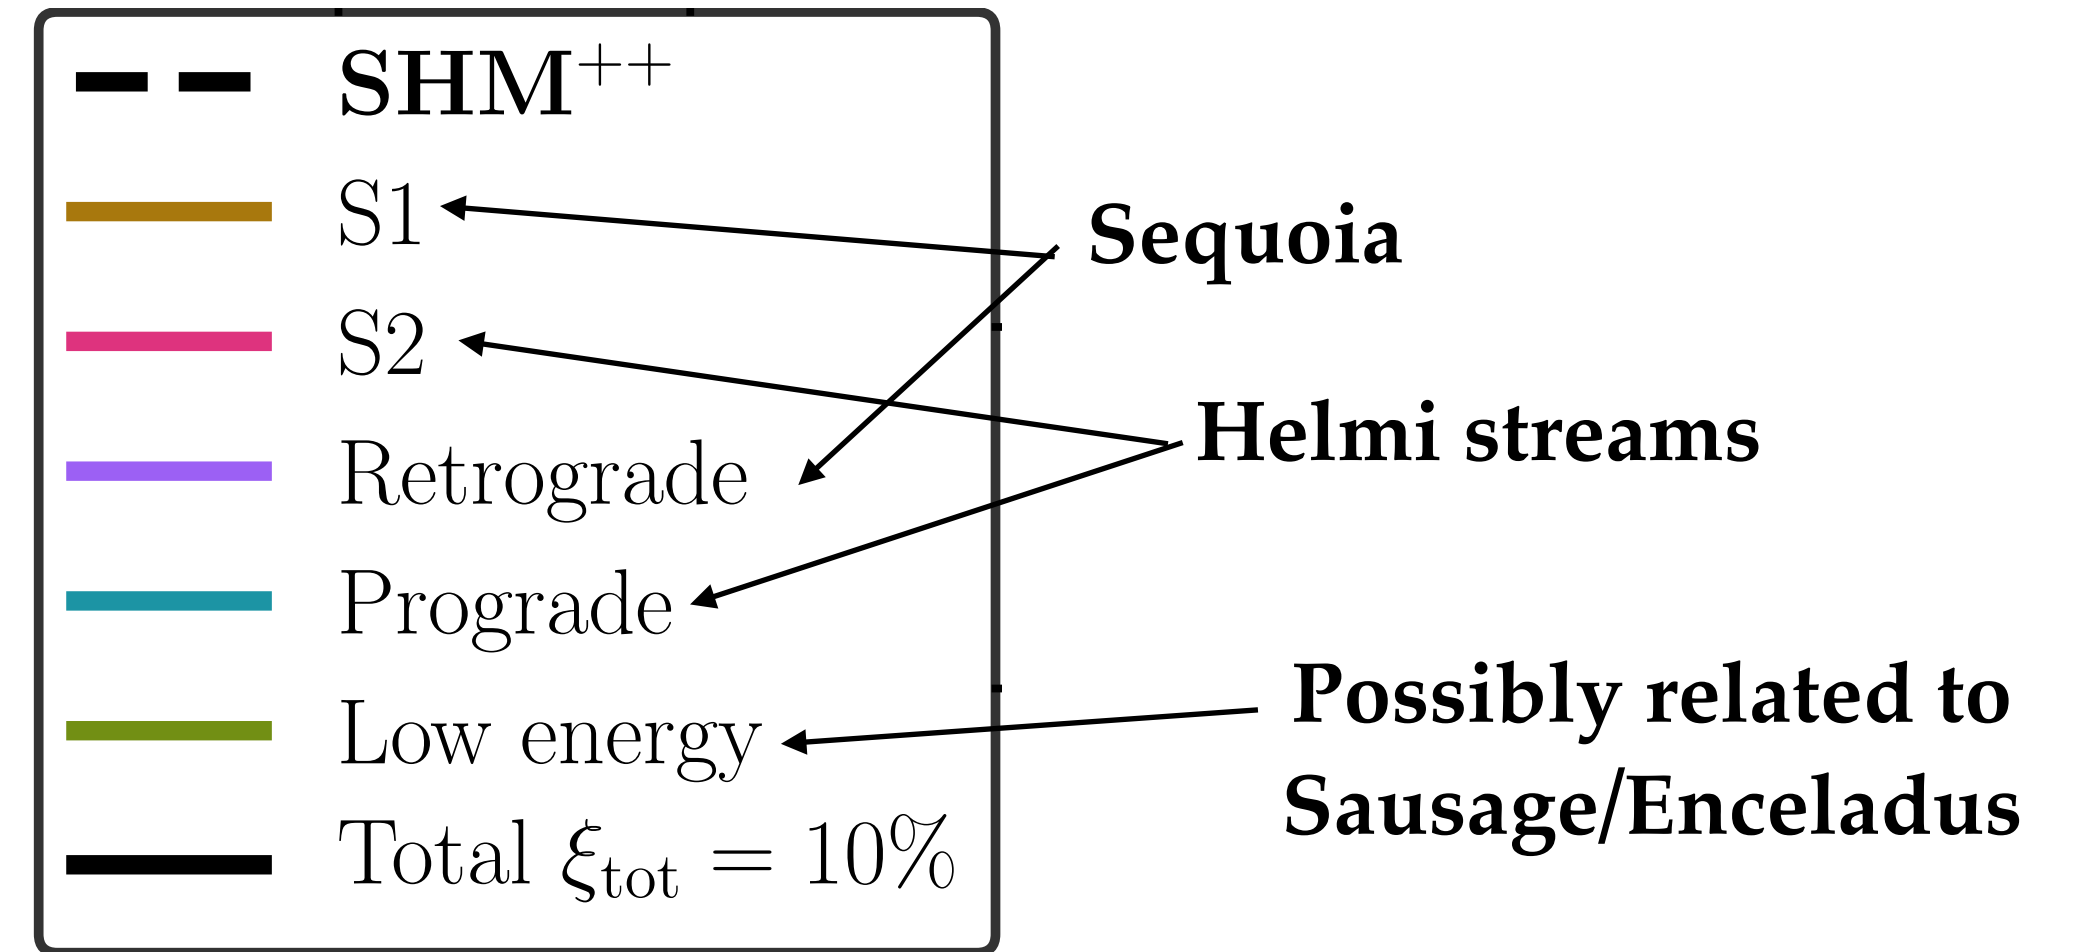 SHM++
S1
S2
Retrograde
Prograde
Low energy
Total ξtot = 10%
Sequoia
Helmi streams
Possibly related to
Sausage/Enceladus